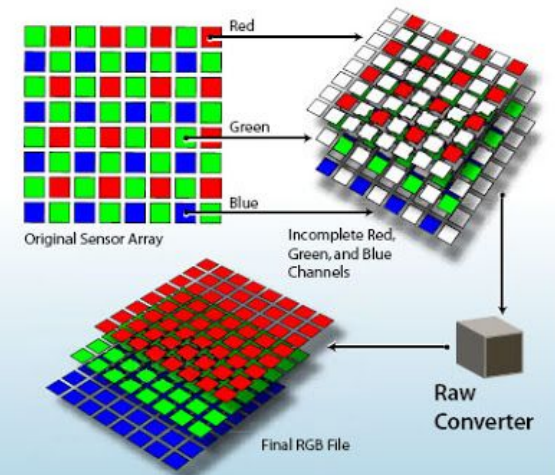 Red
Green
Blue
Original Sensor Array
Incomplete Red,
Green, and Blue
Channels
Raw
Converter
Final RGB File